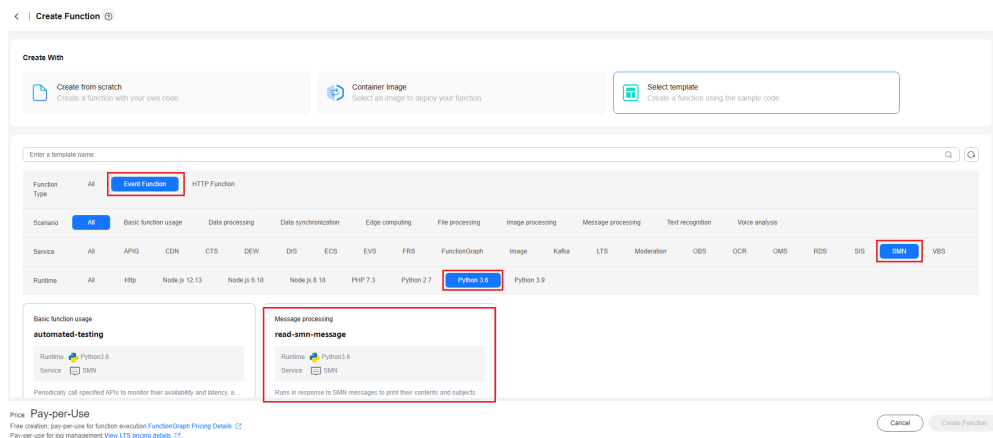 Create Function
Create With
Create from scratch
Create a function with your own code.
Container Image
Select an image to deploy your function.
Select template
Create a function using the sample code.
Enter a template name.
Function Type All Event Function HTTP Function
Scenario All Basic function usage Data processing Data synchronization Edge computing File processing Image processing Message processing Text recognition Voice analysis
Service All APIG CDN CTS DEW DIS ECS EVS FRS FunctionGraph Image Kafka LTS Moderation OBS OCR OMS RDS SIS SMN VBS
Runtime All Http Node.js 12.13 Node.js 6.10 Node.js 8.10 PHP 7.3 Python 2.7 Python 3.6 Python 3.9
Basic function usage
automated-testing
Runtime Python3.6
Service SMN
Periodically call specified APIs to monitor their availability and latency, a...
Message processing
read-smn-message
Runtime Python3.6
Service SMN
Runs in response to SMN messages to print their contents and subjects.
Price: Pay-per-Use
Free creation; pay-per-use for function execution.FunctionGraph Pricing Details
Pay-per-use for log management.View LTS pricing details
Cancel Create Function